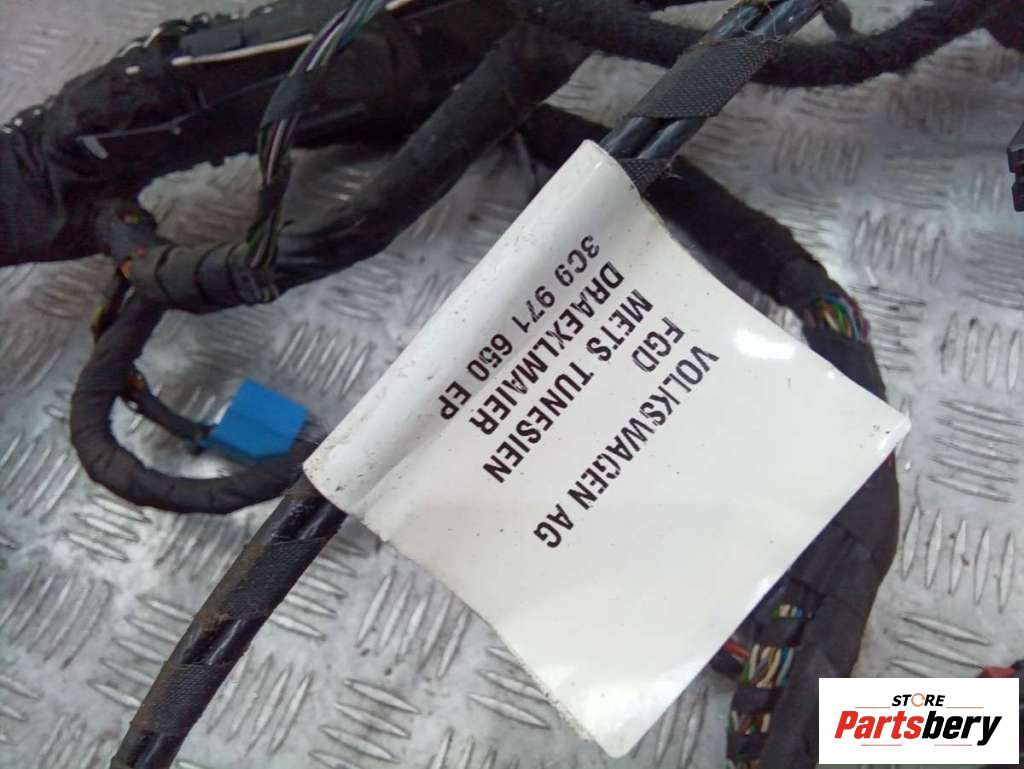 VOLKSWAGEN AG
FGD
METS TUNESIEN
DRAEXLMAIER
3C9 971 650 EP
STORE
Partsbery